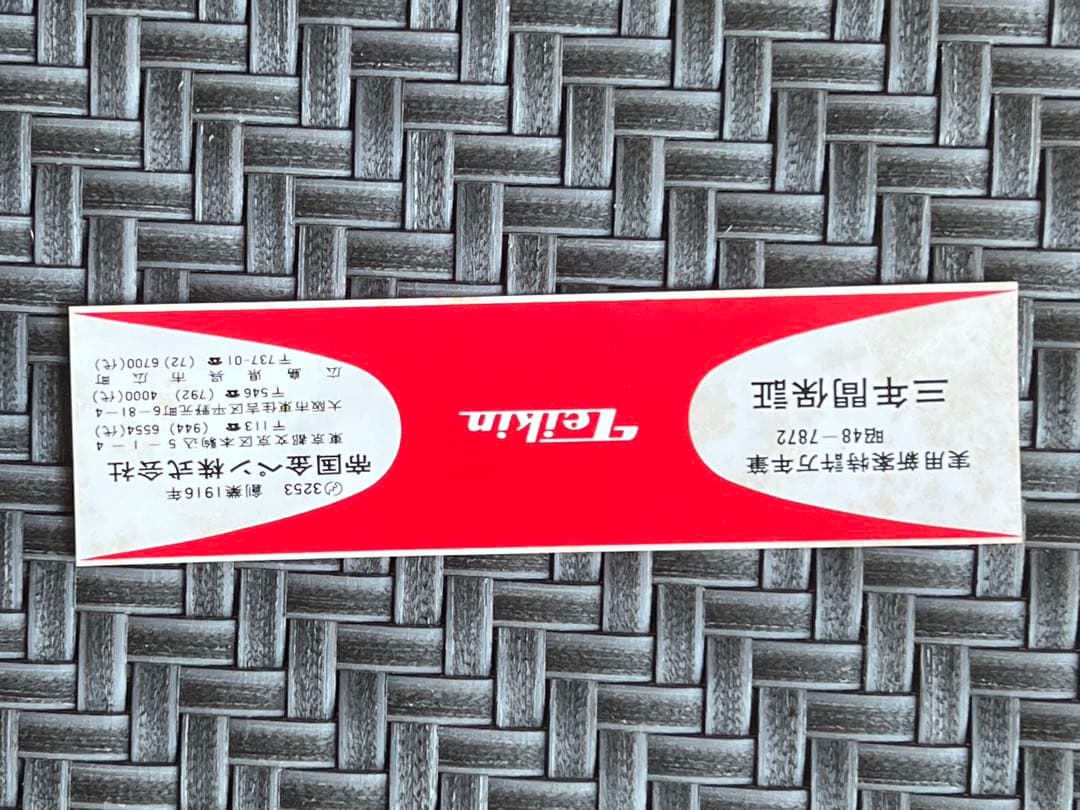 実用新案特許万年筆
昭48-7872
三年間保証
Teikin
3253 創業1916年
帝国金ペン株式会社
東京都文京区本駒込5-1-4
〒113 ☎ (944) 6554(代)
大阪市東住吉区平野元町6-81-4
〒546 ☎ (792) 4000(代)
広島県呉市広町
〒737-01 ☎ (72) 6700(代)